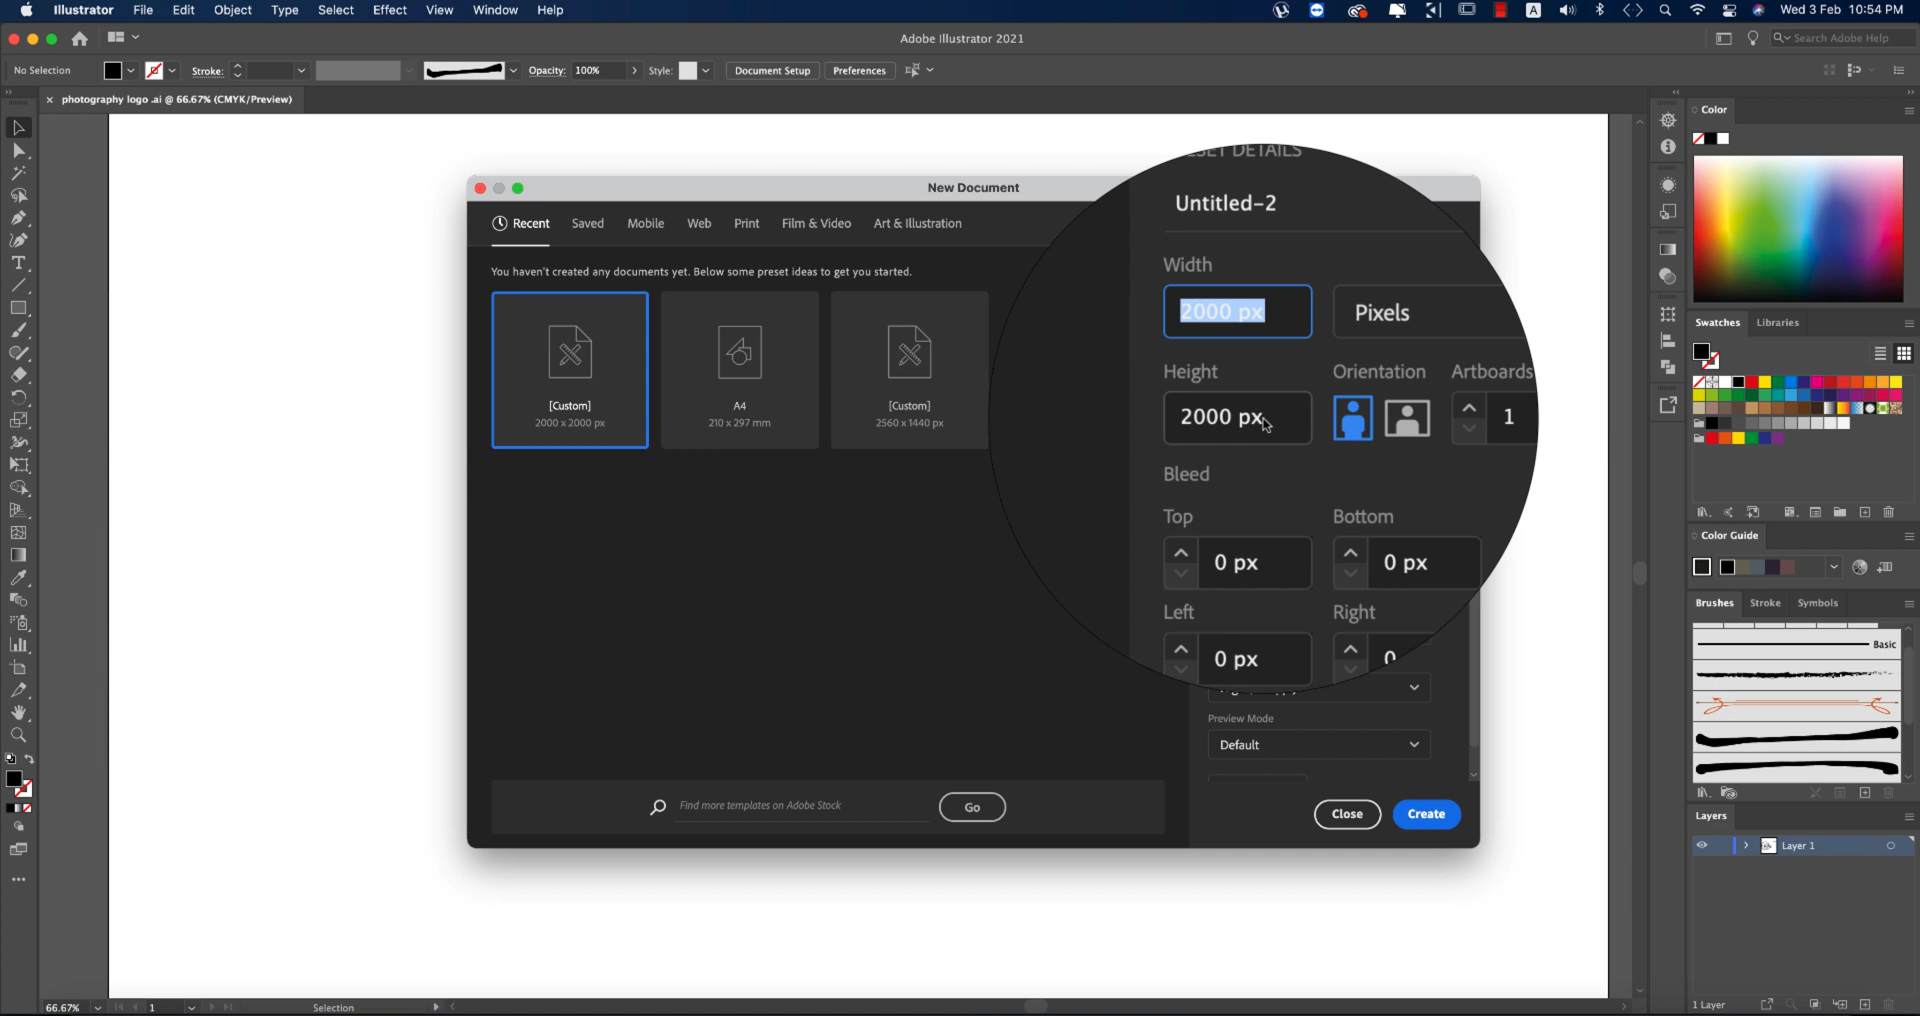 Illustrator File Edit Object Type Select Effect View Window Help
A
Wed 3 Feb 10:54 PM
Adobe Illustrator 2021
Search Adobe Help
No Selection
Stroke:
Opacity: 100%
Style:
Document Setup
Preferences
× photography logo .ai @ 66.67% (CMYK/Preview)
New Document
Recent Saved Mobile Web Print Film & Video Art & Illustration
You haven't created any documents yet. Below some preset ideas to get you started.
[Custom]
2000 x 2000 px
A4
210 x 297 mm
[Custom]
2560 x 1440 px
DETAILS
Untitled-2
Width
2000 px
Pixels
Height Orientation Artboards
2000 px
1
Bleed
Top Bottom
0 px 0 px
Left Right
0 px 0
Preview Mode
Default
Find more templates on Adobe Stock
Go
Close
Create
Color
Swatches Libraries
Color Guide
Brushes Stroke Symbols
Basic
Layers
Layer 1
1 Layer
66.67%
1
Selection